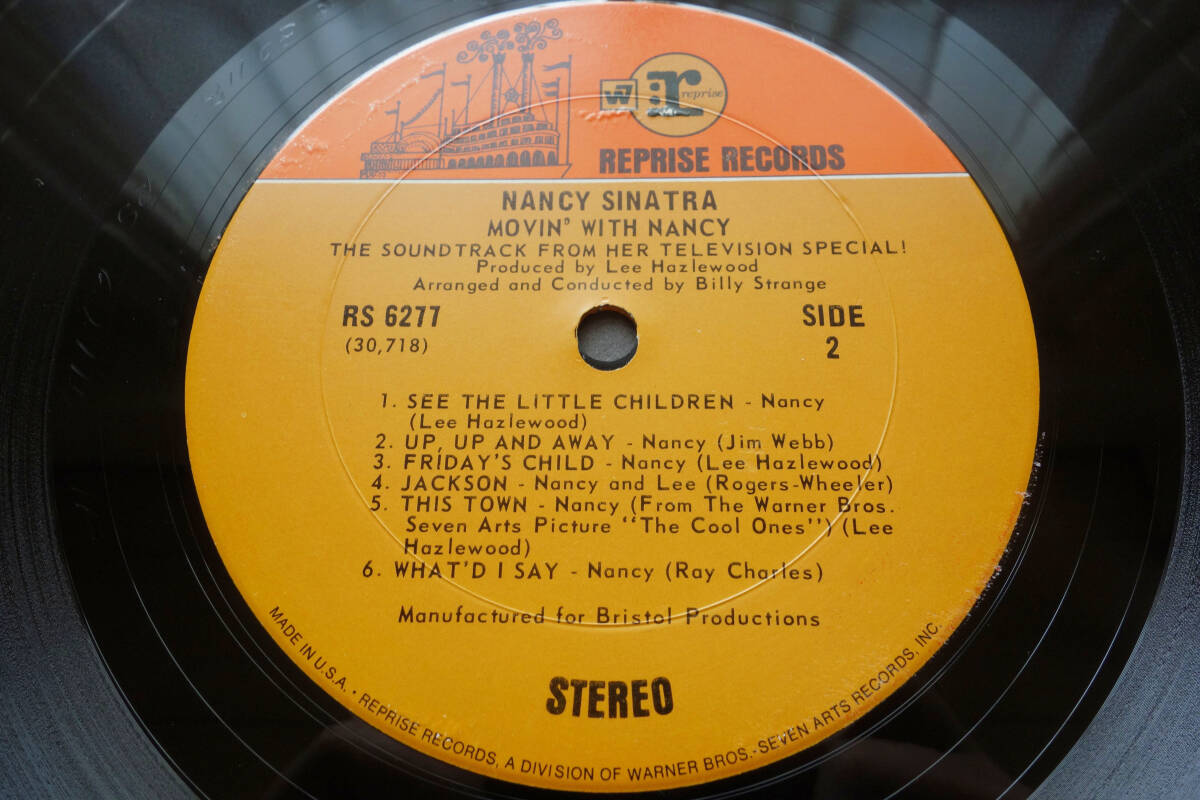 W7
r:
reprise
REPRISE RECORDS
NANCY SINATRA
MOVIN' WITH NANCY
THE SOUNDTRACK FROM HER TELEVISION SPECIAL!
Produced by Lee Hazlewood
Arranged and Conducted by Billy Strange
RS 6277
(30,718)
SIDE
2
1. SEE THE LITTLE CHILDREN - Nancy
(Lee Hazlewood)
2. UP, UP AND AWAY - Nancy (Jim Webb)
3. FRIDAY'S CHILD - Nancy (Lee Hazlewood)
4. JACKSON - Nancy and Lee (Rogers-Wheeler)
5. THIS TOWN - Nancy (From The Warner Bros.
Seven Arts Picture "The Cool Ones") (Lee
Hazlewood)
6. WHAT'D I SAY - Nancy (Ray Charles)
Manufactured for Bristol Productions
STEREO
MADE IN U.S.A. • REPRISE RECORDS, A DIVISION OF WARNER BROS.-SEVEN ARTS RECORDS, INC.